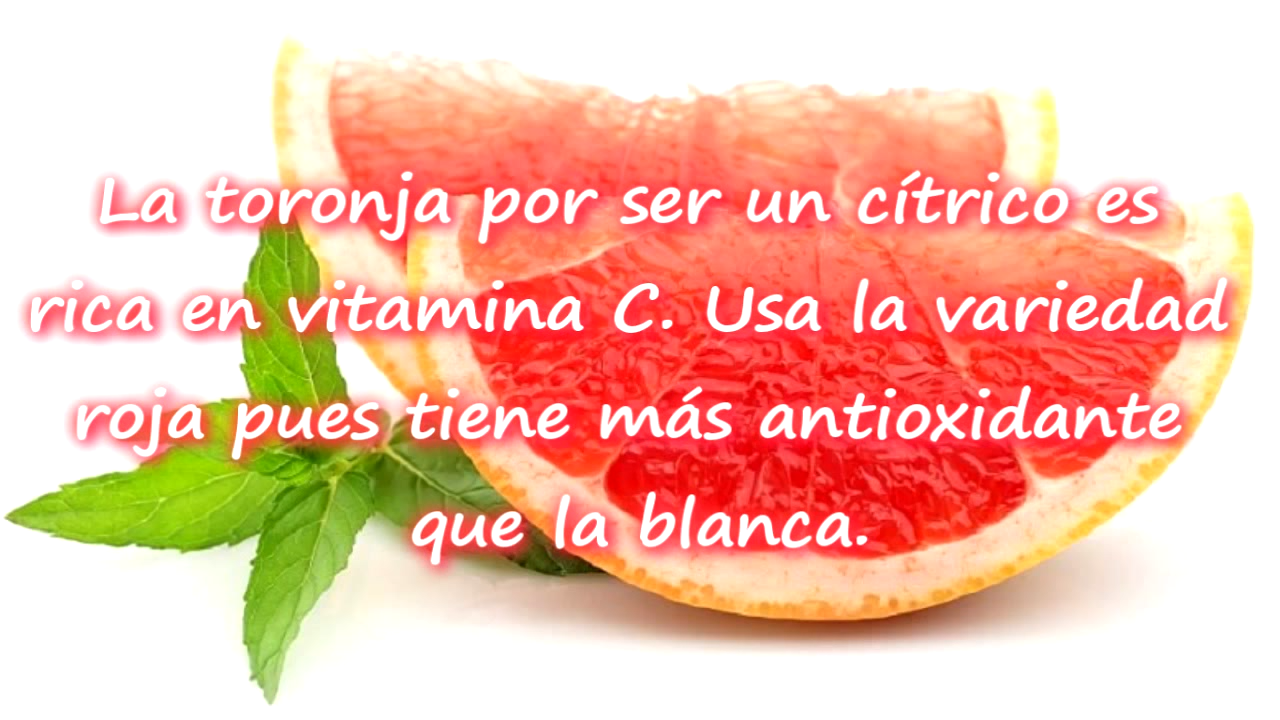 La toronja por ser un cítrico es
rica en vitamina C. Usa la variedad
roja pues tiene más antioxidante
que la blanca.